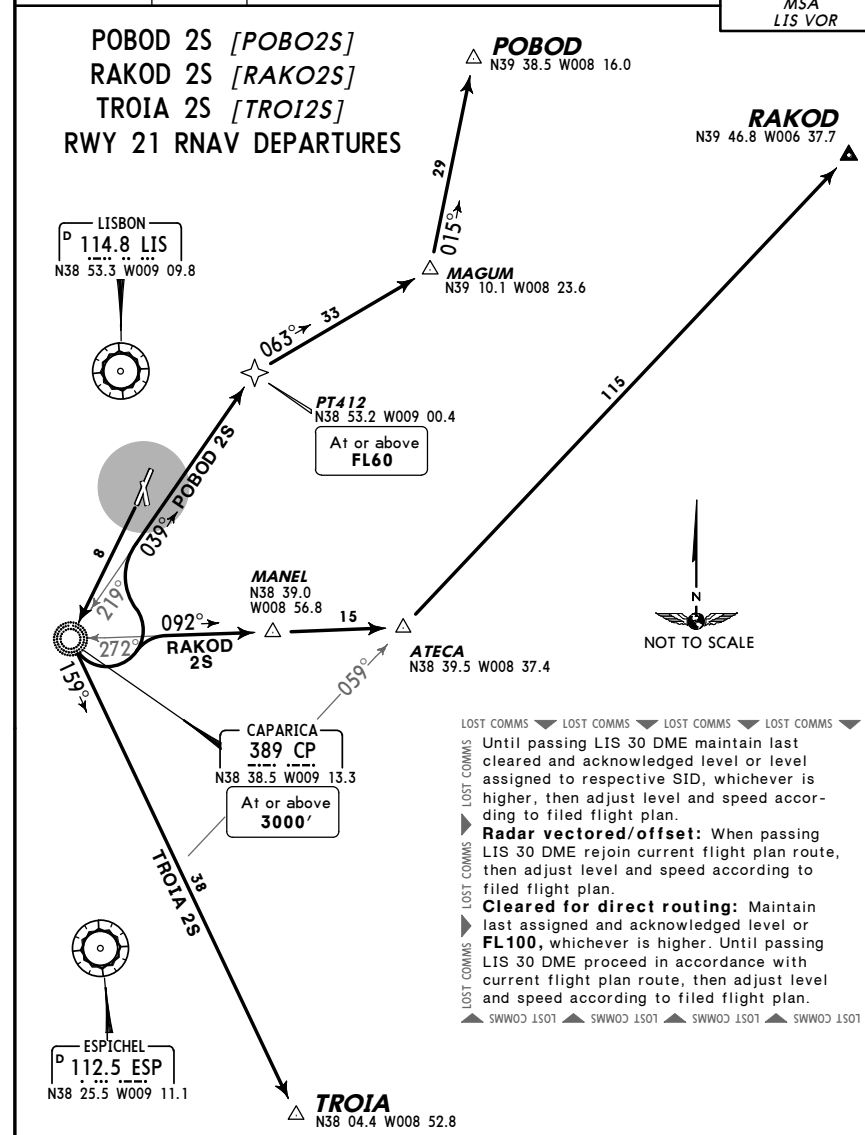 MSA
LIS VOR
POBOD 2S [POBO2S]
RAKOD 2S [RAKO2S]
TROIA 2S [TROI2S]
RWY 21 RNAV DEPARTURES
POBOD
N39 38.5 W008 16.0
RAKOD
N39 46.8 W006 37.7
29
015°
LISBON
D 114.8 LIS
N38 53.3 W009 09.8
MAGUM
N39 10.1 W008 23.6
063°
33
PT412
N38 53.2 W009 00.4
At or above
FL60
115
039°
POBOD 2S
8
219°
MANEL
N38 39.0
W008 56.8
092°
272°
RAKOD
2S
15
ATECA
N38 39.5 W008 37.4
059°
159°
N
NOT TO SCALE
CAPARICA
389 CP
N38 38.5 W009 13.3
At or above
3000'
TROIA 2S
38
LOST COMMS LOST COMMS LOST COMMS LOST COMMS
LOST COMMS LOST COMMS LOST COMMS
Until passing LIS 30 DME maintain last
cleared and acknowledged level or level
assigned to respective SID, whichever is
higher, then adjust level and speed accor-
ding to filed flight plan.
Radar vectored/offset: When passing
LIS 30 DME rejoin current flight plan route,
then adjust level and speed according to
filed flight plan.
Cleared for direct routing: Maintain
last assigned and acknowledged level or
FL100, whichever is higher. Until passing
LIS 30 DME proceed in accordance with
current flight plan route, then adjust level
and speed according to filed flight plan.
LOST COMMS LOST COMMS LOST COMMS LOST COMMS
ESPICHEL
D 112.5 ESP
N38 25.5 W009 11.1
TROIA
N38 04.4 W008 52.8